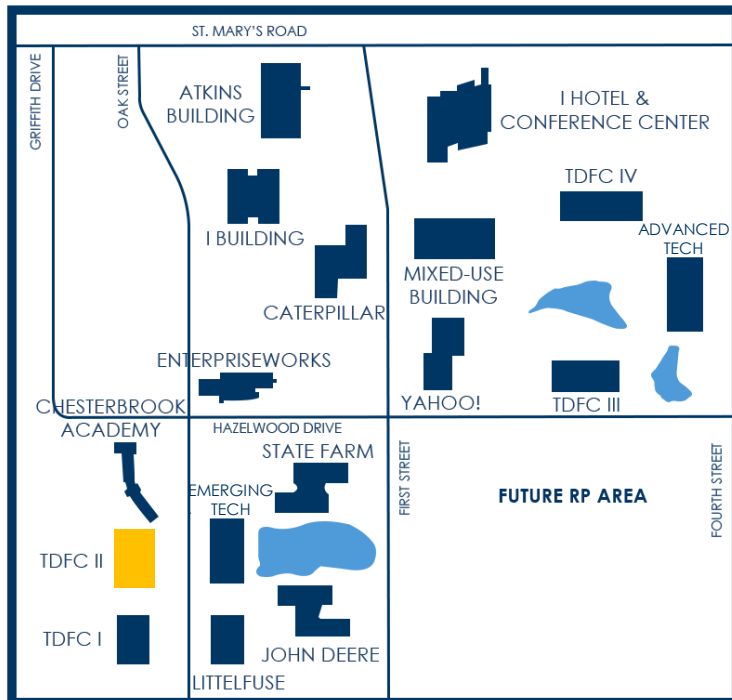 ST. MARY'S ROAD
GRIFFITH DRIVE
OAK STREET
ATKINS
BUILDING
I HOTEL &
CONFERENCE CENTER
TDFC IV
I BUILDING
ADVANCED
TECH
MIXED-USE
BUILDING
CATERPILLAR
ENTERPRISEWORKS
YAHOO!
TDFC III
CHESTERBROOK
ACADEMY
HAZELWOOD DRIVE
STATE FARM
FIRST STREET
FOURTH STREET
EMERGING
TECH
FUTURE RP AREA
TDFC II
TDFC I
JOHN DEERE
LITTELFUSE